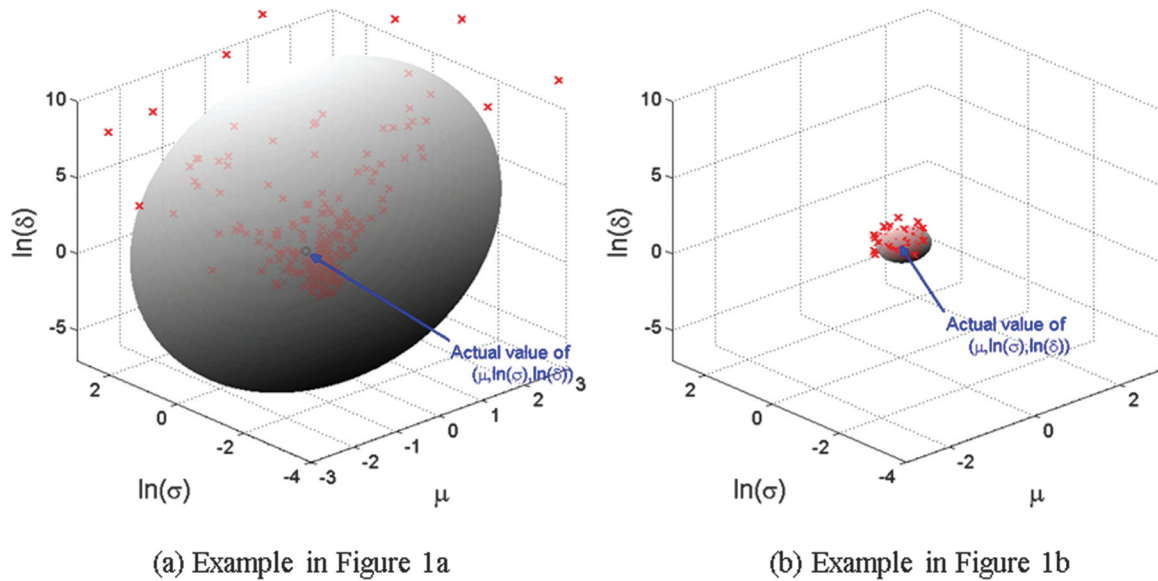 (a)
(b)
10
5
0
-5
ln(δ)
2
0
-2
-4
ln(σ)
-3
-2
-1
0
1
2
3
μ
Actual value of
(μ,ln(σ),ln(δ))
10
5
0
-5
ln(δ)
2
0
-2
-4
ln(σ)
-2
0
2
μ
Actual value of
(μ,ln(σ),ln(δ))
(a) Example in Figure 1a
(b) Example in Figure 1b